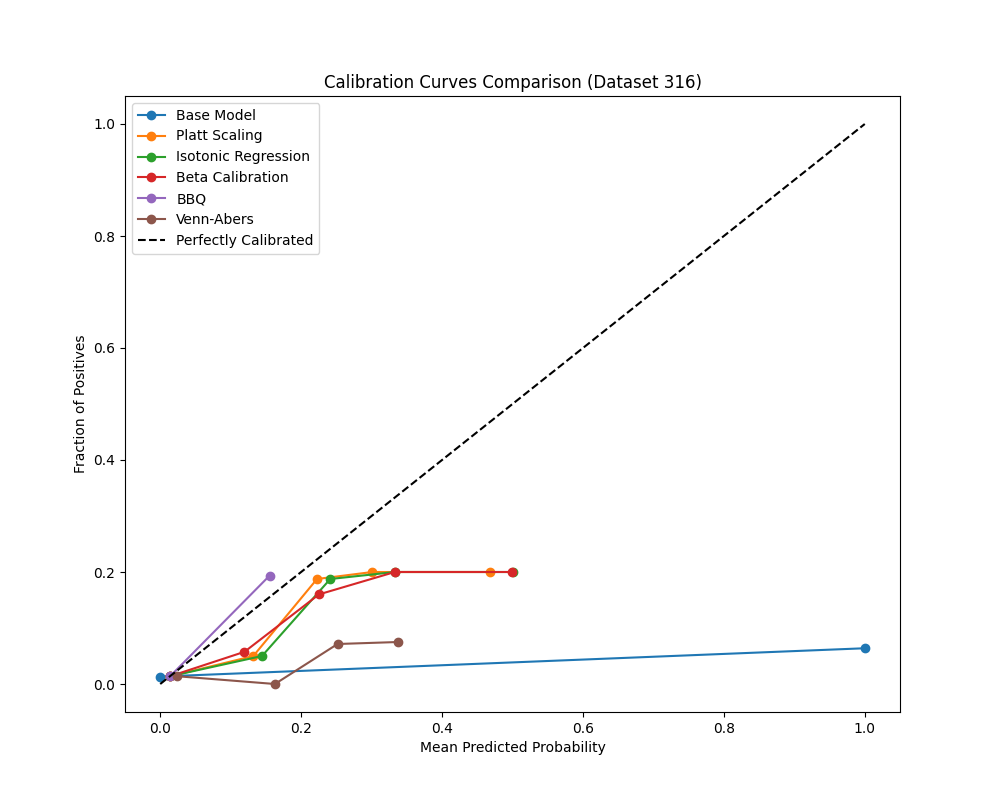 Calibration Curves Comparison (Dataset 316)
Base Model
Platt Scaling
Isotonic Regression
Beta Calibration
BBQ
Venn-Abers
Perfectly Calibrated
Fraction of Positives
1.0
0.8
0.6
0.4
0.2
0.0
0.0 0.2 0.4 0.6 0.8 1.0
Mean Predicted Probability